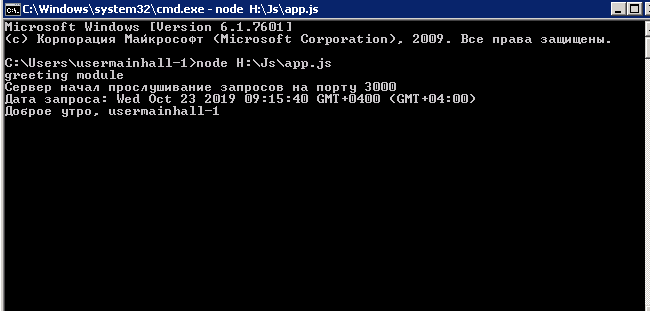 C:\Windows\system32\cmd.exe - node H:\Js\app.js
Microsoft Windows [Version 6.1.7601]
(c) Корпорация Майкрософт (Microsoft Corporation), 2009. Все права защищены.
C:\Users\usermainhall-1>node H:\Js\app.js
greeting module
Сервер начал прослушивание запросов на порту 3000
Дата запроса: Wed Oct 23 2019 09:15:40 GMT+0400 (GMT+04:00)
Доброе утро, usermainhall-1